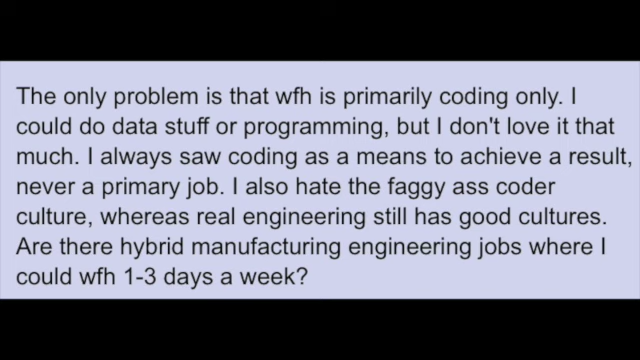 The only problem is that wfh is primarily coding only. I
could do data stuff or programming, but I don't love it that
much. I always saw coding as a means to achieve a result,
never a primary job. I also hate the faggy ass coder
culture, whereas real engineering still has good cultures.
Are there hybrid manufacturing engineering jobs where I
could wfh 1-3 days a week?